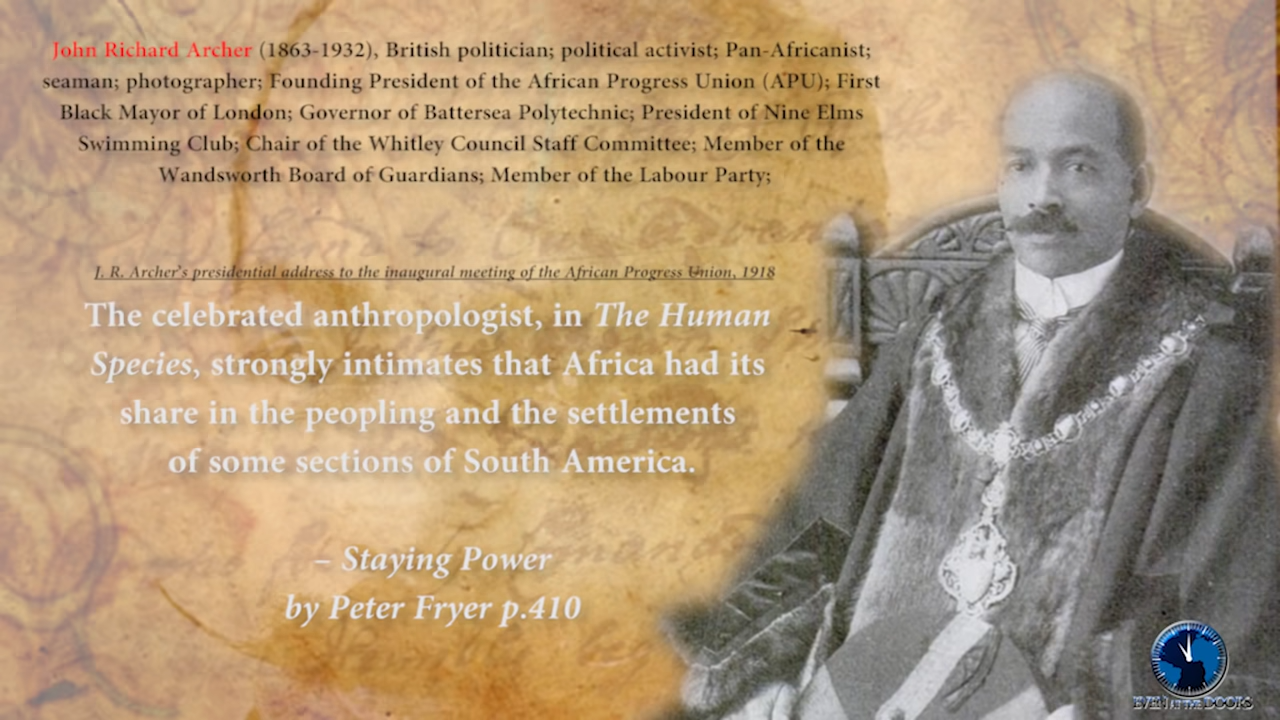 John Richard Archer (1863-1932), British politician; political activist; Pan-Africanist;
seaman; photographer; Founding President of the African Progress Union (APU); First
Black Mayor of London; Governor of Battersea Polytechnic; President of Nine Elms
Swimming Club; Chair of the Whitley Council Staff Committee; Member of the
Wandsworth Board of Guardians; Member of the Labour Party;
J. R. Archer's presidential address to the inaugural meeting of the African Progress Union, 1918
The celebrated anthropologist, in The Human
Species, strongly intimates that Africa had its
share in the peopling and the settlements
of some sections of South America.
– Staying Power
by Peter Fryer p.410